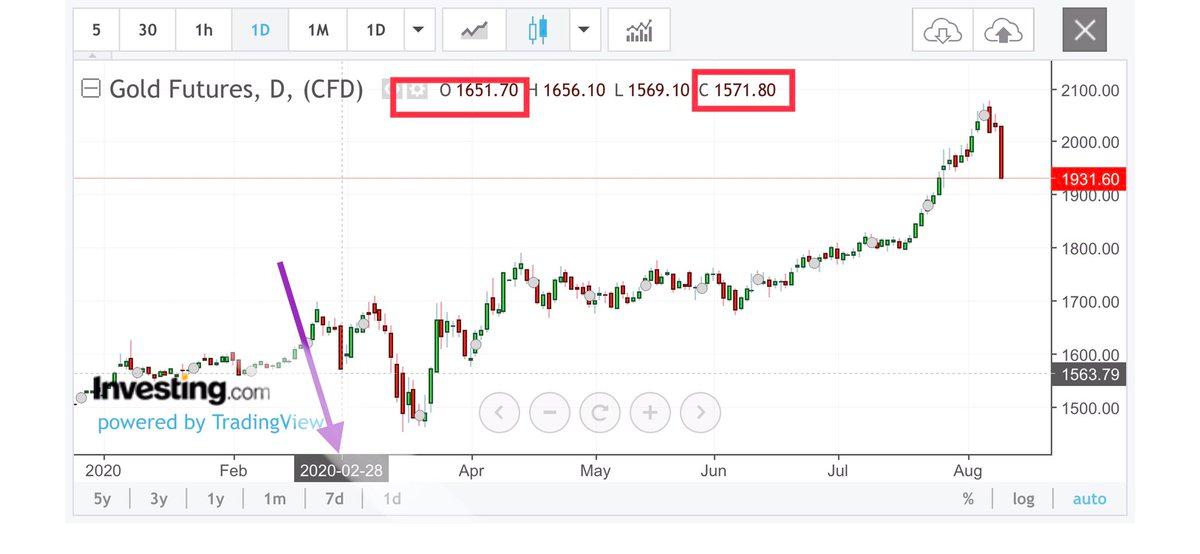 5 30 1h 1D 1M 1D
Gold Futures, D, (CFD) O 1651.70 H 1656.10 L 1569.10 C 1571.80
2100.00
2000.00
1931.60
1900.00
1800.00
1700.00
1600.00
1563.79
1500.00
Investing.com
powered by TradingView
2020 Feb 2020-02-28 Apr May Jun Jul Aug
5y 3y 1y 1m 7d 1d % log auto